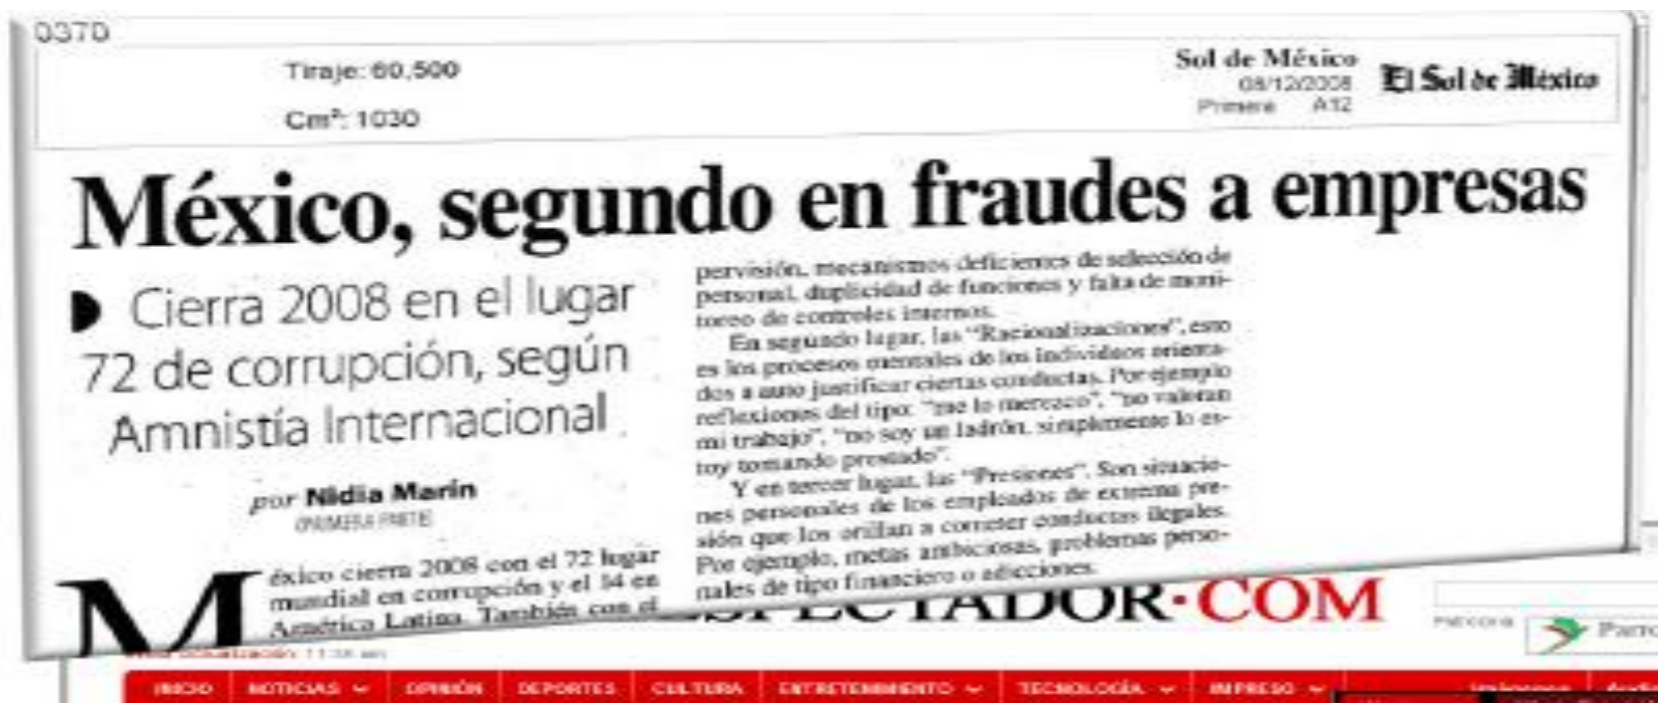 0370
Tiraje: 60,500
Cm²: 1030
Sol de México
08/12/2008
Primera A12
El Sol de México
México, segundo en fraudes a empresas
Cierra 2008 en el lugar
72 de corrupción, según
Amnistía Internacional
por Nidia Marín
(PRIMERA PARTE)
México cierra 2008 con el 72 lugar
mundial en corrupción y el 14 en
América Latina. También con el
pervisión, mecanismos deficientes de selección de
personal, duplicidad de funciones y falta de moni-
toreo de controles internos.
En segundo lugar, las "Racionalizaciones", esto
es los procesos mentales de los individuos orienta-
dos a auto justificar ciertas conductas. Por ejemplo
reflexiones del tipo: "me lo merezco", "no valoran
mi trabajo", "no soy un ladrón, simplemente lo es-
toy tomando prestado".
Y en tercer lugar, las "Presiones". Son situacio-
nes personales de los empleados de extrema pre-
sión que los orillan a cometer conductas ilegales.
Por ejemplo, metas ambiciosas, problemas perso-
nales de tipo financiero o adicciones.
ESPECTADOR·COM
actualización 11:38 am
INICIO NOTICIAS OPINIÓN DEPORTES CULTURA ENTRETENIMIENTO TECNOLOGÍA IMPRESO